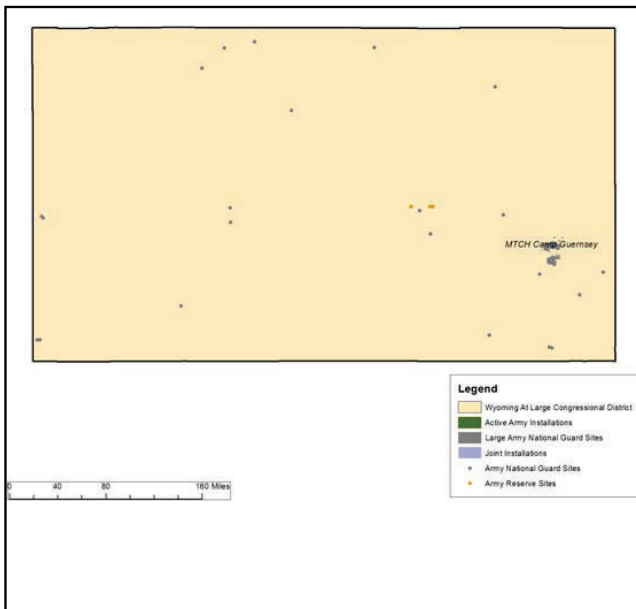 MTCH Camp Guernsey
Legend
Wyoming At Large Congressional District
Active Army Installations
Large Army National Guard Sites
Joint Installations
Army National Guard Sites
Army Reserve Sites
0 40 80 160 Miles